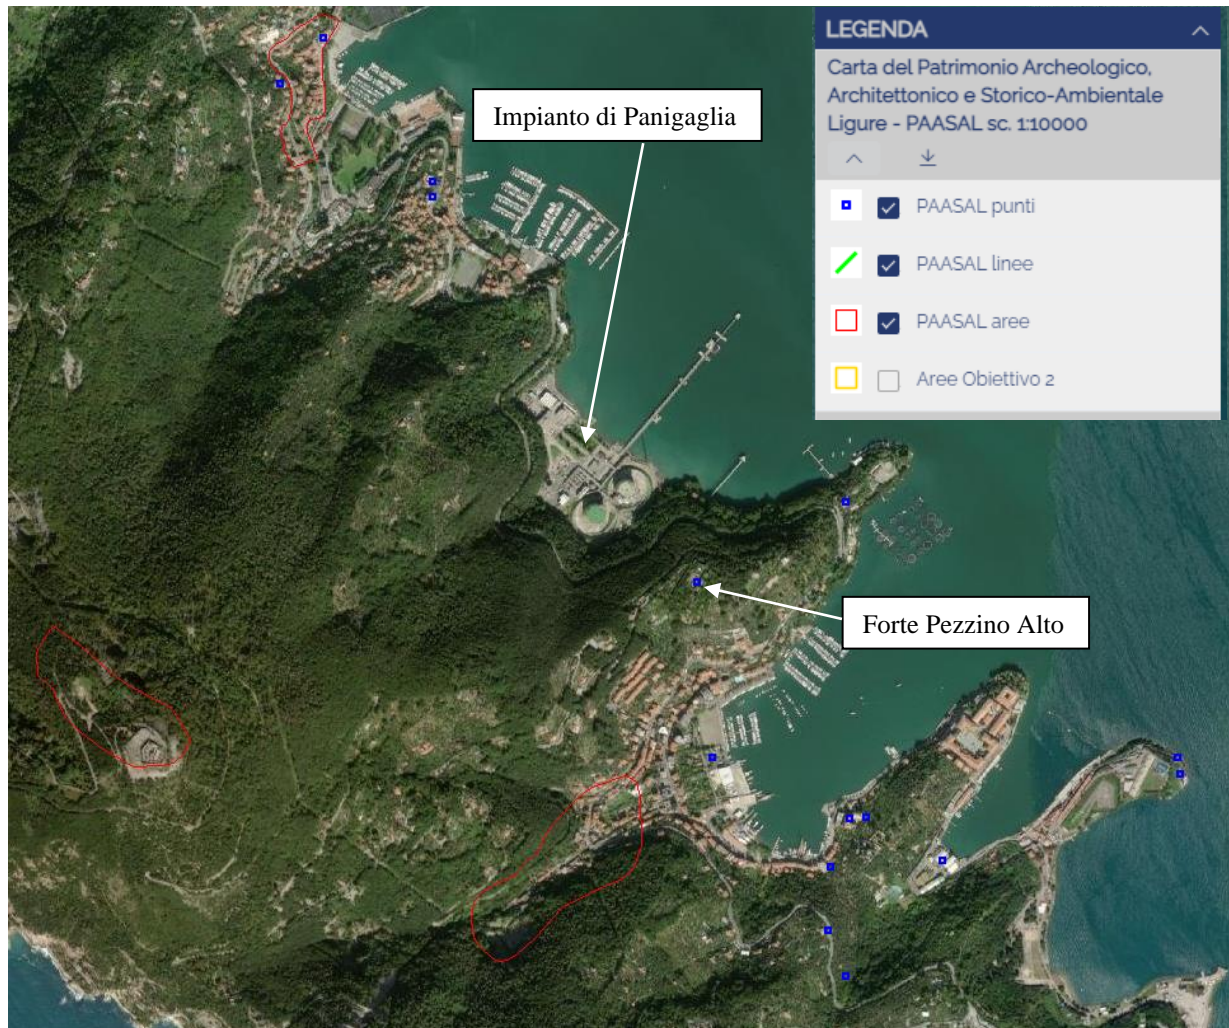 LEGENDA
Carta del Patrimonio Archeologico,
Architettonico e Storico-Ambientale
Ligure - PAASAL sc. 1:10000
PAASAL punti
PAASAL linee
PAASAL aree
Aree Obiettivo 2
Impianto di Panigaglia
Forte Pezzino Alto